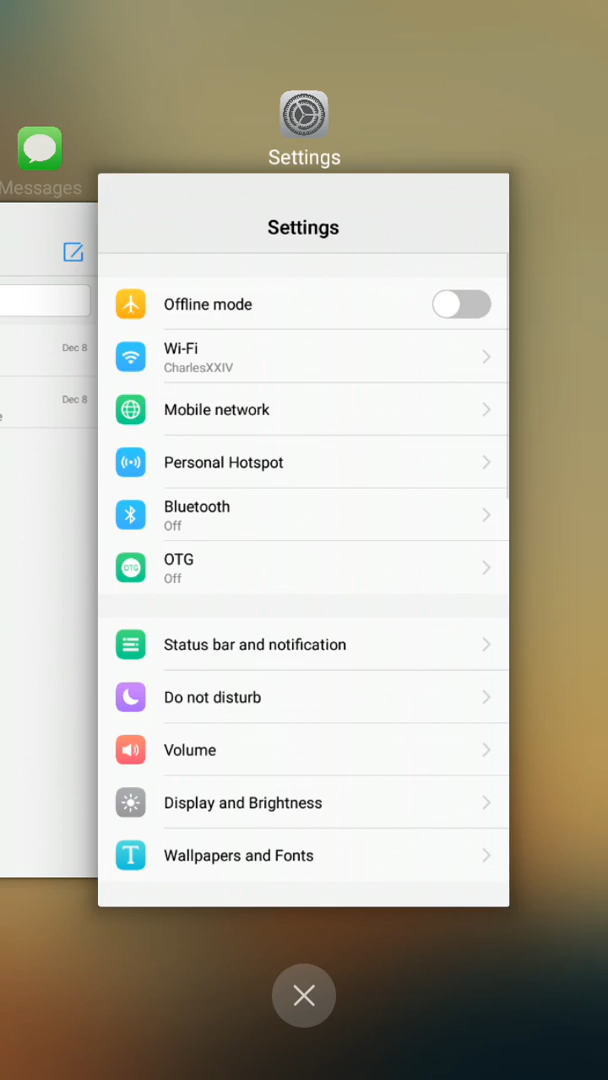 Settings
Messages
Settings
Offline mode
Wi-Fi
CharlesXXIV
Dec 8
Mobile network
Dec 8
e
Personal Hotspot
Bluetooth
Off
OTG
OTG
Off
Status bar and notification
Do not disturb
Volume
Display and Brightness
T
Wallpapers and Fonts